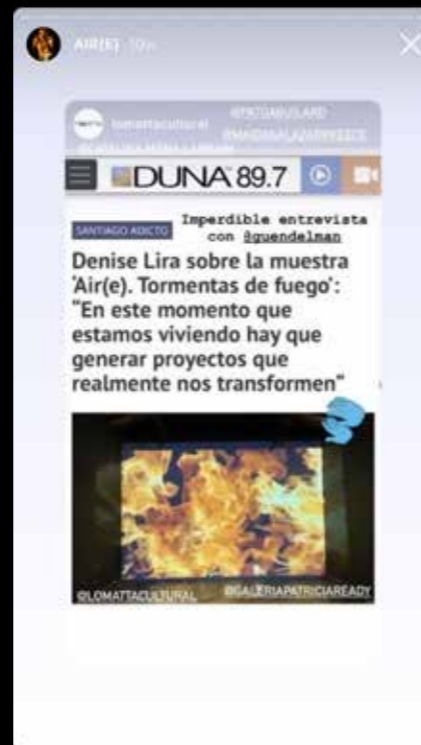 AIR(E) 10w
lomattacultural
DUNA 89.7
SANTIAGO ADICTO
Imperdible entrevista
con @guendelman
Denise Lira sobre la muestra
'Air(e). Tormentas de fuego':
"En este momento que
estamos viviendo hay que
generar proyectos que
realmente nos transformen"
@LOMATTACULTURAL @GALERIAPATRICIAREADY